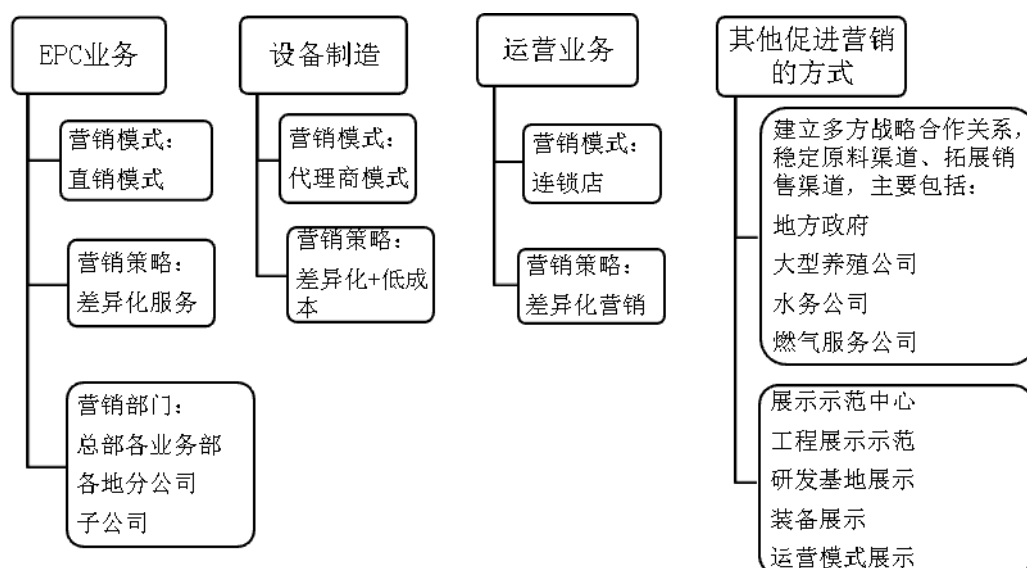 EPC业务
营销模式：
直销模式
营销策略：
差异化服务
营销部门：
总部各业务部
各地分公司
子公司
设备制造
营销模式：
代理商模式
营销策略：
差异化+低成
本
运营业务
营销模式：
连锁店
营销策略：
差异化营销
其他促进营销
的方式
建立多方战略合作关系，
稳定原料渠道、拓展销
售渠道，主要包括：
地方政府
大型养殖公司
水务公司
燃气服务公司
展示示范中心
工程展示示范
研发基地展示
装备展示
运营模式展示